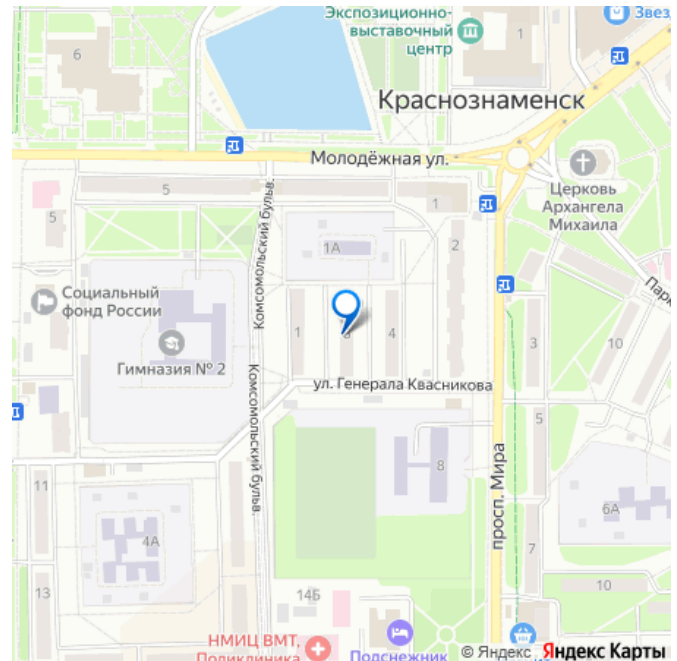 Экспозиционно-
выставочный
центр
1
Звез
6
Краснознаменск
Молодёжная ул.
5
5
Комсомольский бульв.
1
Церковь
Архангела
Михаила
1А
2
Социальный
фонд России
Парк
Гимназия № 2
1
4
3
10
ул. Генерала Квасникова
Комсомольский бульв.
5
просп. Мира
8
11
6А
4А
7
13
14Б
10
НМИЦ ВМТ,
Поликлиника
Подснежник
© Яндекс
Яндекс Карты